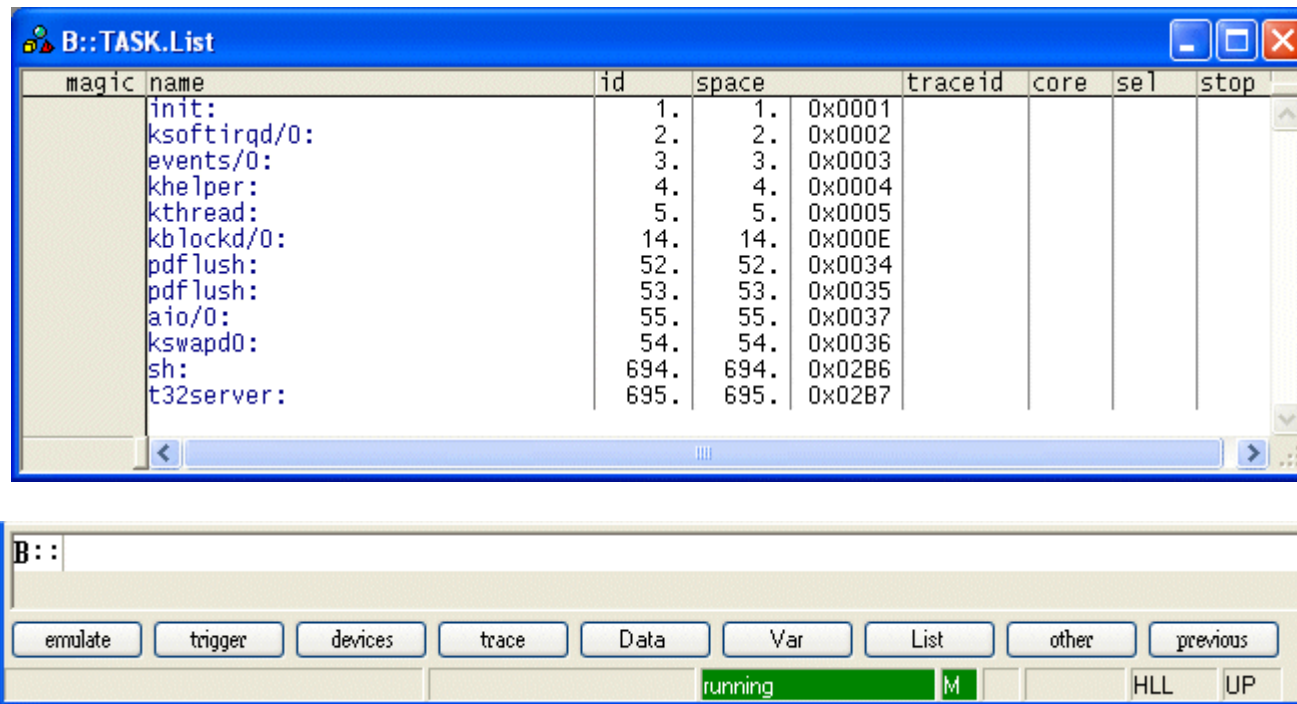 B::TASK.List
magic name id space traceid core sel stop
init: 1. 1. 0x0001
ksoftirqd/0: 2. 2. 0x0002
events/0: 3. 3. 0x0003
khelper: 4. 4. 0x0004
kthread: 5. 5. 0x0005
kblockd/0: 14. 14. 0x000E
pdflush: 52. 52. 0x0034
pdflush: 53. 53. 0x0035
aio/0: 55. 55. 0x0037
kswapd0: 54. 54. 0x0036
sh: 694. 694. 0x02B6
t32server: 695. 695. 0x02B7
B::
emulate trigger devices trace Data Var List other previous
running M HLL UP